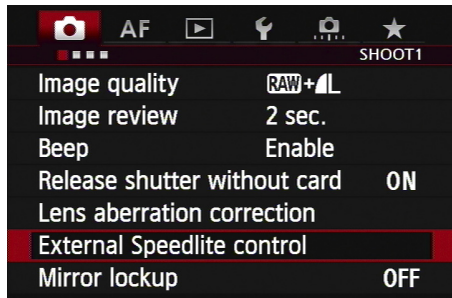 AF
SHOOT1
Image quality RAW+L
Image review 2 sec.
Beep Enable
Release shutter without card ON
Lens aberration correction
External Speedlite control
Mirror lockup OFF